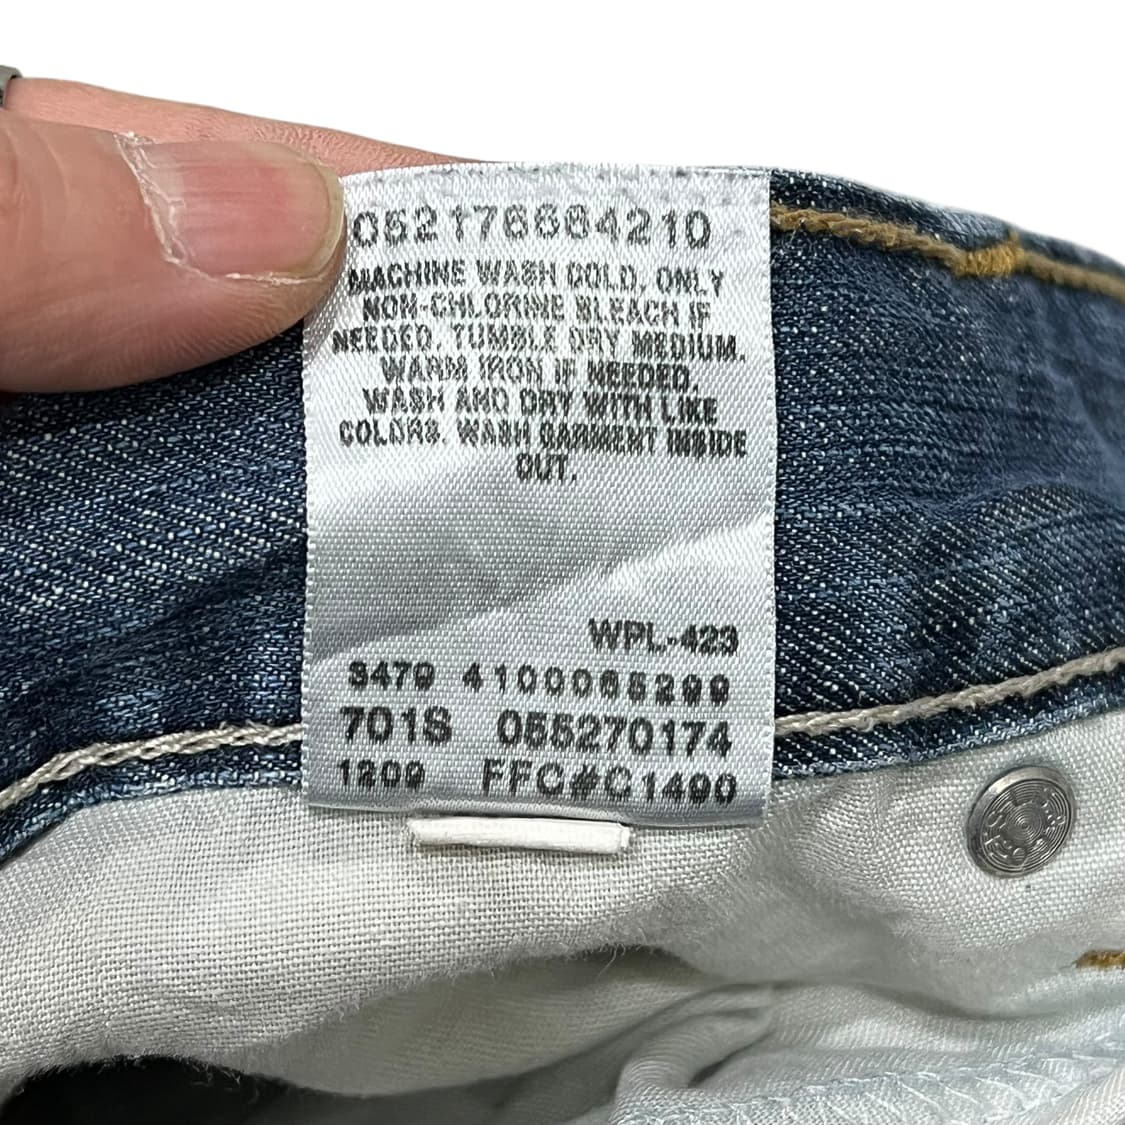 052176664210
MACHINE WASH COLD. ONLY
NON-CHLORINE BLEACH IF
NEEDED. TUMBLE DRY MEDIUM.
WARM IRON IF NEEDED.
WASH AND DRY WITH LIKE
COLORS. WASH GARMENT INSIDE
OUT.
WPL-423
3479 4100065299
701S 055270174
1209 FFC#C1490